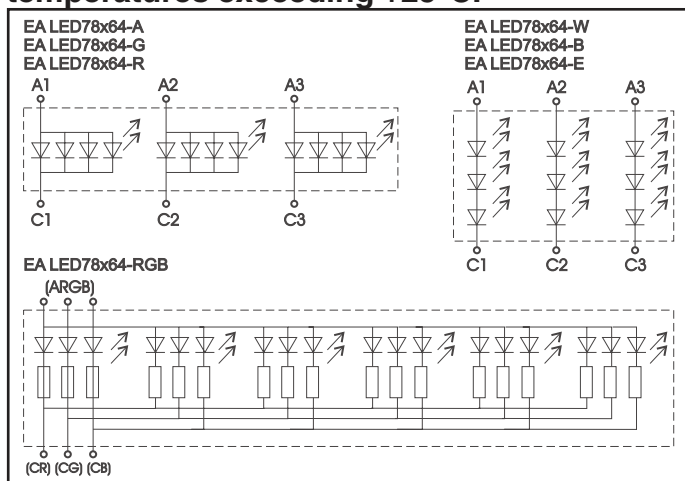 EA LED78x64-A
EA LED78x64-G
EA LED78x64-R
A1 A2 A3
C1 C2 C3
EA LED78x64-W
EA LED78x64-B
EA LED78x64-E
A1 A2 A3
C1 C2 C3
EA LED78x64-RGB
(ARGB)
(CR) (CG) (CB)